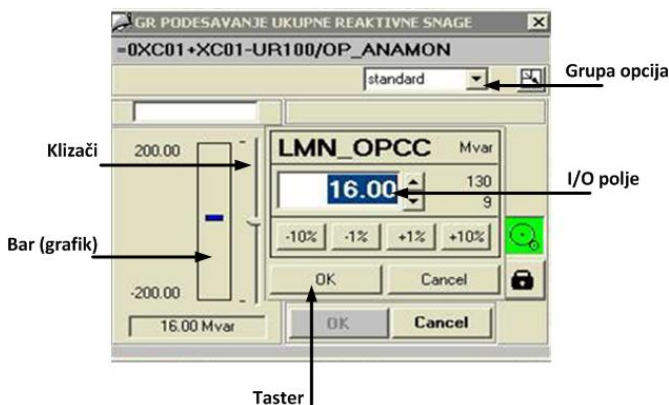 GR PODESAVANJE UKUPNE REAKTIVNE SNAGE
=0XC01+XC01-UR100/OP_ANAMON
standard
Grupa opcija
Klizači
200.00
LMN_OPCC Mvar
16.00
130
9
I/O polje
-10% -1% +1% +10%
Bar (grafik)
OK Cancel
-200.00
16.00 Mvar
OK Cancel
Taster